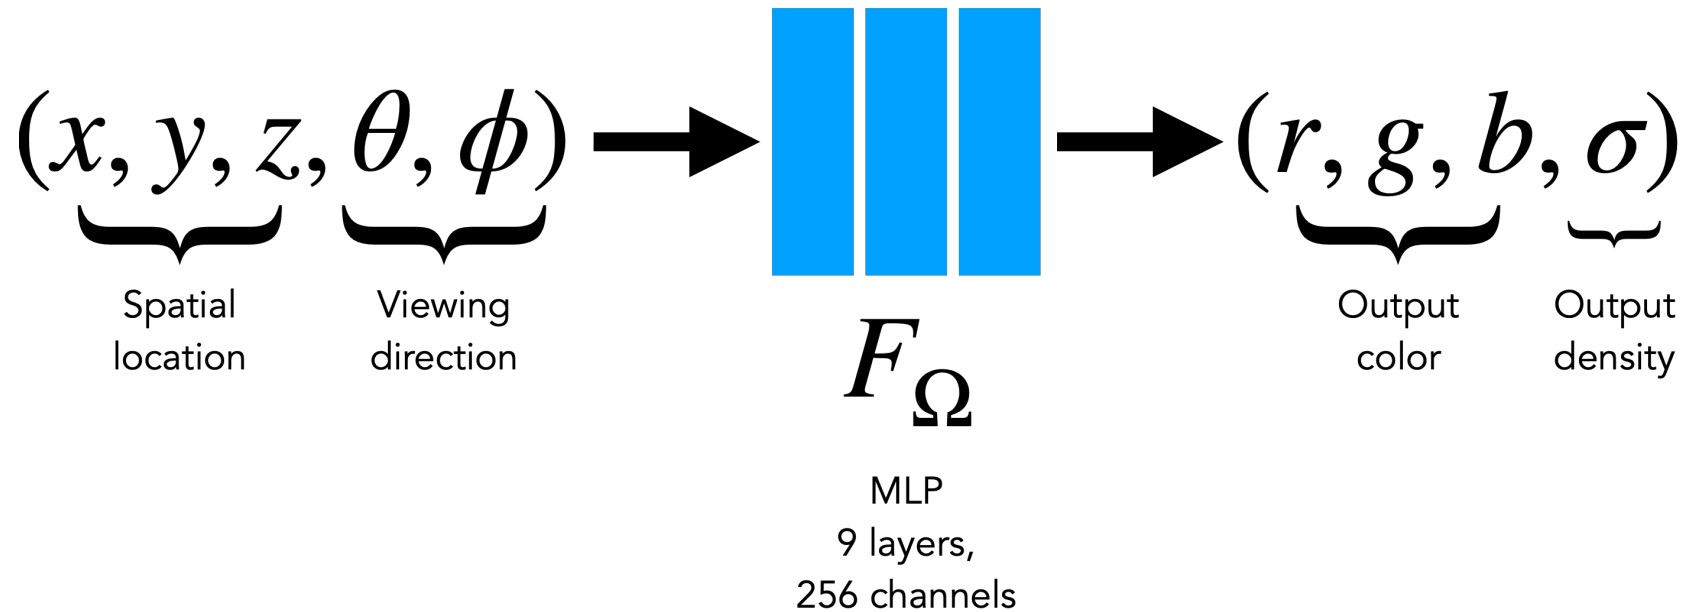 (x, y, z, θ, ϕ)
Spatial
location
Viewing
direction
F_Ω
MLP
9 layers,
256 channels
(r, g, b, σ)
Output
color
Output
density